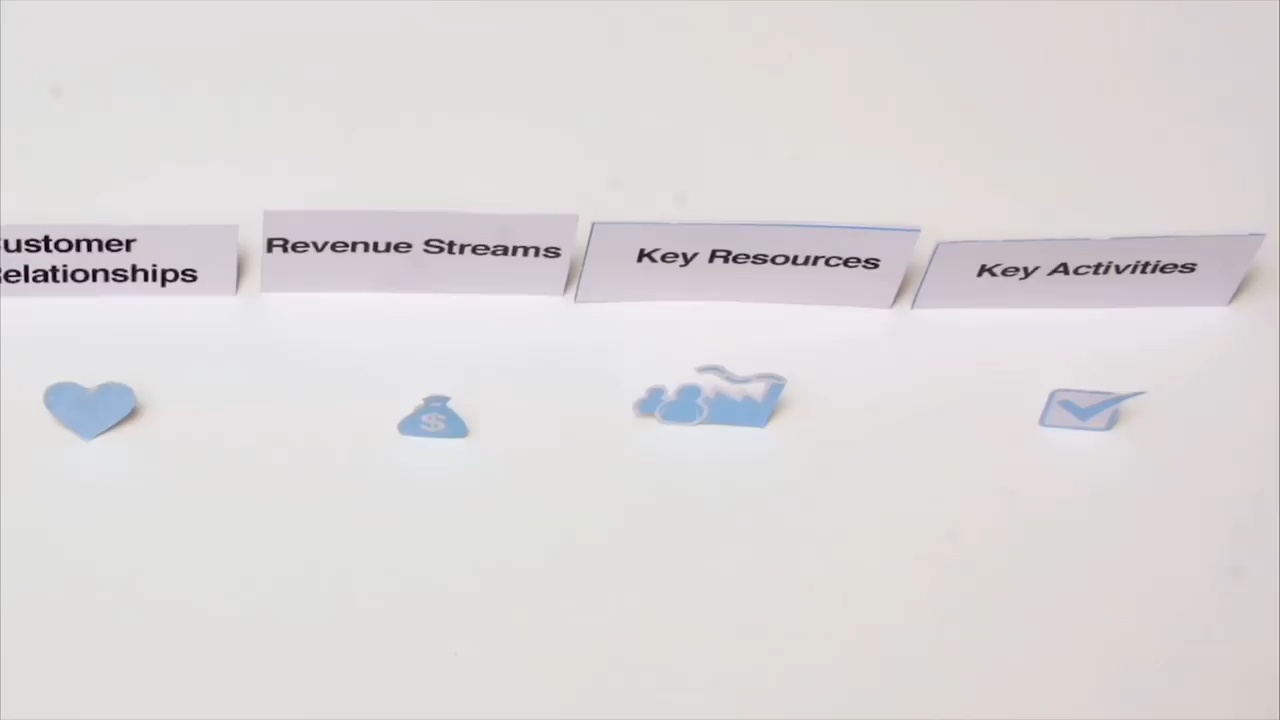 ustomer
elationships
Revenue Streams
Key Resources
Key Activities
$